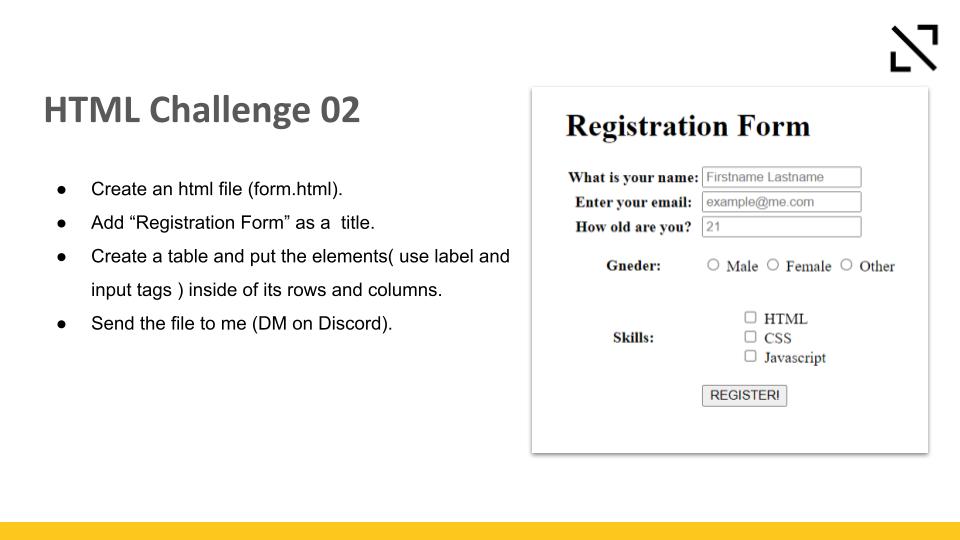 HTML Challenge 02
● Create an html file (form.html).
● Add “Registration Form” as a  title.
● Create a table and put the elements( use label and
input tags ) inside of its rows and columns.
● Send the file to me (DM on Discord).
Registration Form
What is your name: Firstname Lastname
Enter your email: example@me.com
How old are you? 21
Gneder: Male Female Other
HTML
Skills: CSS
Javascript
REGISTER!